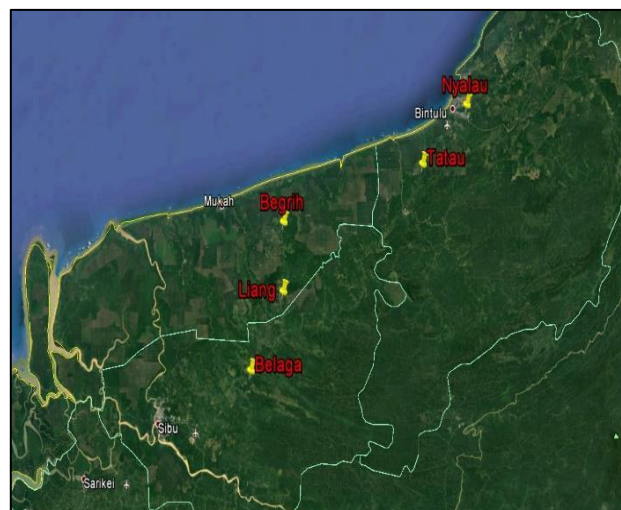 Nyalau
Bintulu
Tatau
Mukah
Begrih
Liang
Belaga
Sibu
Sarikei